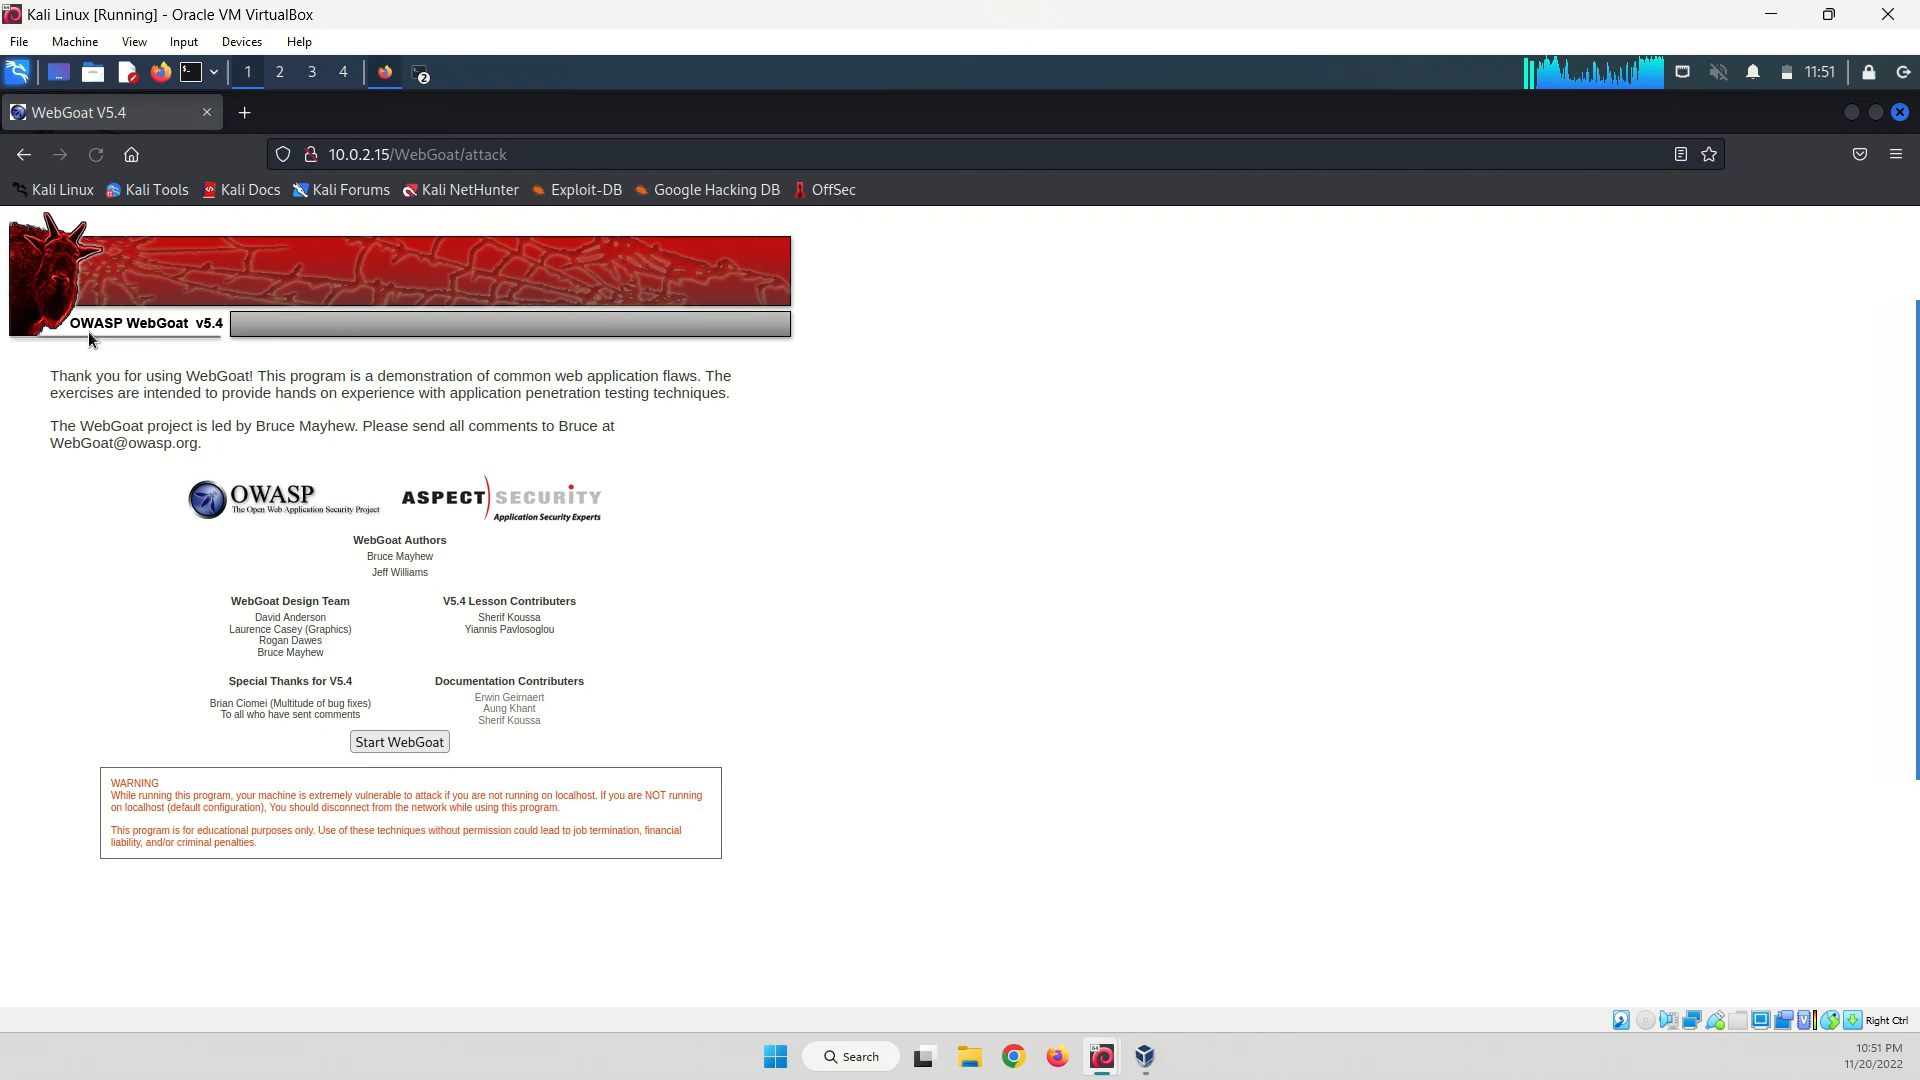 Kali Linux [Running] - Oracle VM VirtualBox
File Machine View Input Devices Help
1 2 3 4 2 11:51
WebGoat V5.4
10.0.2.15/WebGoat/attack
Kali Linux Kali Tools Kali Docs Kali Forums Kali NetHunter Exploit-DB Google Hacking DB OffSec
OWASP WebGoat v5.4
Thank you for using WebGoat! This program is a demonstration of common web application flaws. The
exercises are intended to provide hands on experience with application penetration testing techniques.
The WebGoat project is led by Bruce Mayhew. Please send all comments to Bruce at
WebGoat@owasp.org.
OWASP
The Open Web Application Security Project
ASPECT SECURITY
Application Security Experts
WebGoat Authors
Bruce Mayhew
Jeff Williams
WebGoat Design Team
David Anderson
Laurence Casey (Graphics)
Rogan Dawes
Bruce Mayhew
V5.4 Lesson Contributers
Sherif Koussa
Yiannis Pavlosoglou
Special Thanks for V5.4
Brian Ciomei (Multitude of bug fixes)
To all who have sent comments
Documentation Contributers
Erwin Geirnaert
Aung Khant
Sherif Koussa
Start WebGoat
WARNING
While running this program, your machine is extremely vulnerable to attack if you are not running on localhost. If you are NOT running
on localhost (default configuration), You should disconnect from the network while using this program.
This program is for educational purposes only. Use of these techniques without permission could lead to job termination, financial
liability, and/or criminal penalties.
Right Ctrl
Search
64
10:51 PM
11/20/2022